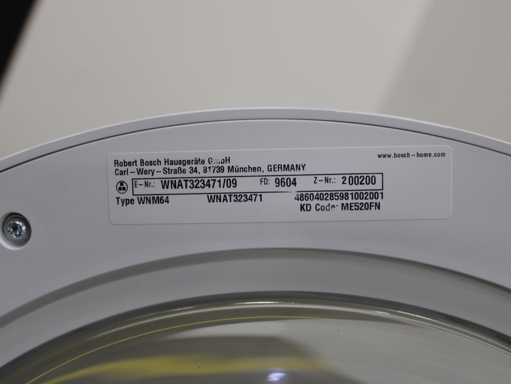 Robert Bosch Hausgeräte GmbH
www.bosch-home.com
Carl-Wery-Straße 34, 81739 München, GERMANY
E-Nr.: WNAT323471/09 FD: 9604 Z-Nr.: 200200
Type WNM64 WNAT323471 486040285981002001
KD Code: ME520FN